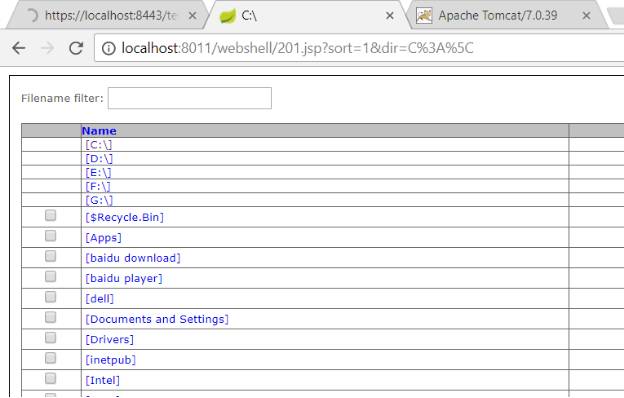 https://localhost:8443/te
C:\
Apache Tomcat/7.0.39
localhost:8011/webshell/201.jsp?sort=1&dir=C%3A%5C
Filename filter:
Name
[C:\]
[D:\]
[E:\]
[F:\]
[G:\]
[$Recycle.Bin]
[Apps]
[baidu download]
[baidu player]
[dell]
[Documents and Settings]
[Drivers]
[inetpub]
[Intel]